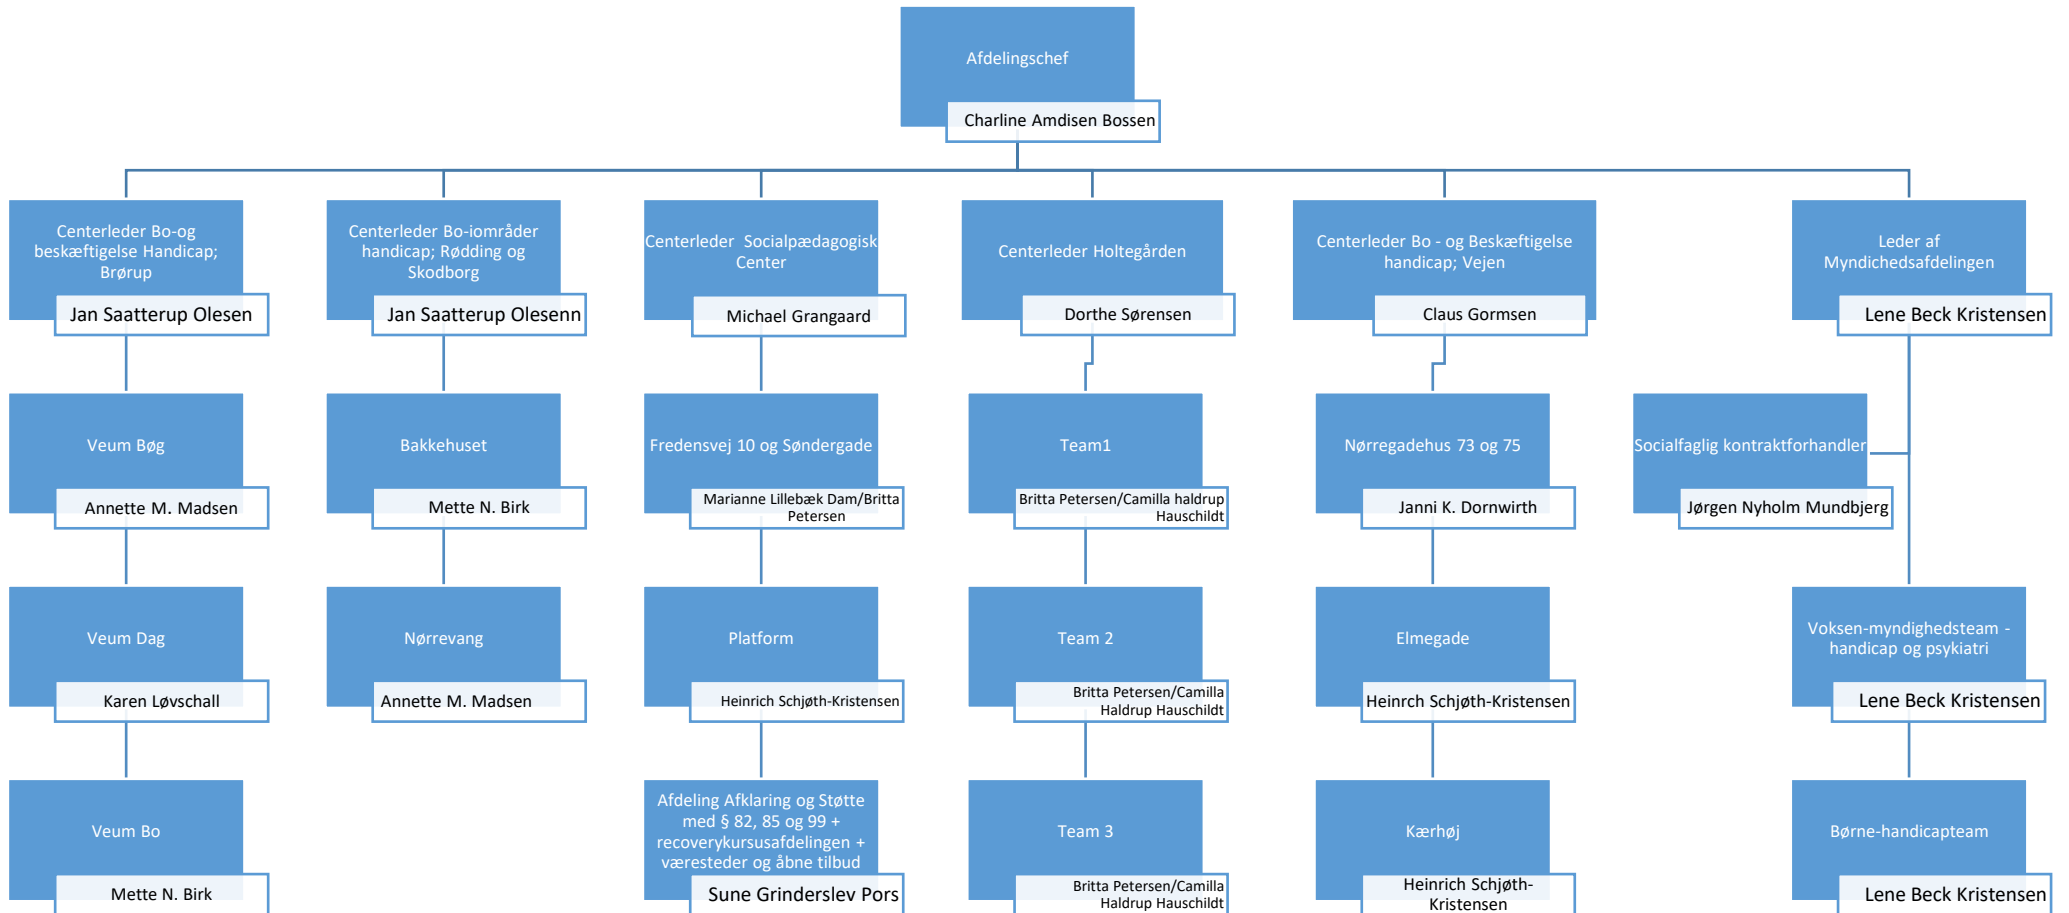 Afdelingschef
Charline Amdisen Bossen
Centerleder Bo-og
beskæftigelse Handicap;
Brørup
Jan Saatterup Olesen
Centerleder Bo-iområder
handicap; Rødding og
Skodborg
Jan Saatterup Olesenn
Centerleder Socialpædagogisk
Center
Michael Grangaard
Centerleder Holtegården
Dorthe Sørensen
Centerleder Bo - og Beskæftigelse
handicap; Vejen
Claus Gormsen
Leder af
Myndichedsafdelingen
Lene Beck Kristensen
Veum Bøg
Annette M. Madsen
Bakkehuset
Mette N. Birk
Fredensvej 10 og Søndergade
Marianne Lillebæk Dam/Britta
Petersen
Team1
Britta Petersen/Camilla haldrup
Hauschildt
Nørregadehus 73 og 75
Janni K. Dornwirth
Socialfaglig kontraktforhandler
Jørgen Nyholm Mundbjerg
Veum Dag
Karen Løvschall
Nørrevang
Annette M. Madsen
Platform
Heinrich Schjøth-Kristensen
Team 2
Britta Petersen/Camilla
Haldrup Hauschildt
Elmegade
Heinrch Schjøth-Kristensen
Voksen-myndighedsteam -
handicap og psykiatri
Lene Beck Kristensen
Veum Bo
Mette N. Birk
Afdeling Afklaring og Støtte
med § 82, 85 og 99 +
recoverykursusafdelingen +
væresteder og åbne tilbud
Sune Grinderslev Pors
Team 3
Britta Petersen/Camilla
Haldrup Hauschildt
Kærhøj
Heinrich Schjøth-
Kristensen
Børne-handicapteam
Lene Beck Kristensen